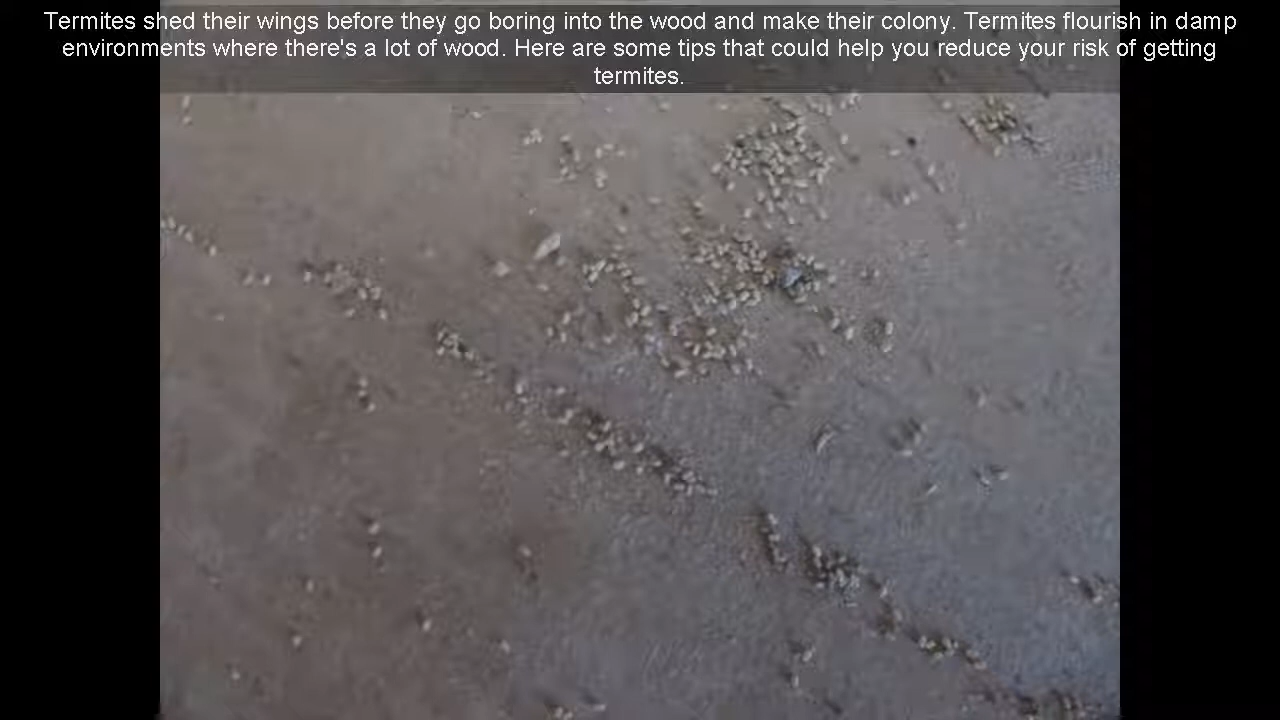 Termites shed their wings before they go boring into the wood and make their colony. Termites flourish in damp
environments where there's a lot of wood. Here are some tips that could help you reduce your risk of getting
termites.